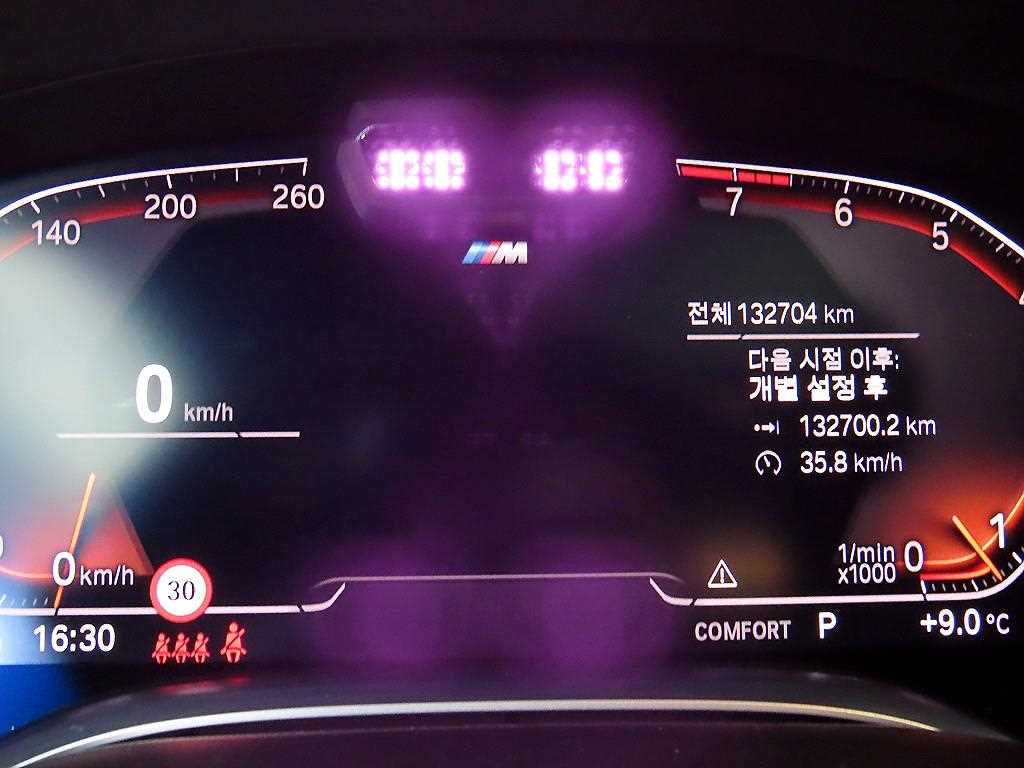 140
200
260
M
7
6
5
전체 132704 km
다음 시점 이후:
개별 설정 후
132700.2 km
35.8 km/h
0 km/h
0 km/h
30
1/min
x1000
0
1
16:30
COMFORT P
+9.0 °C